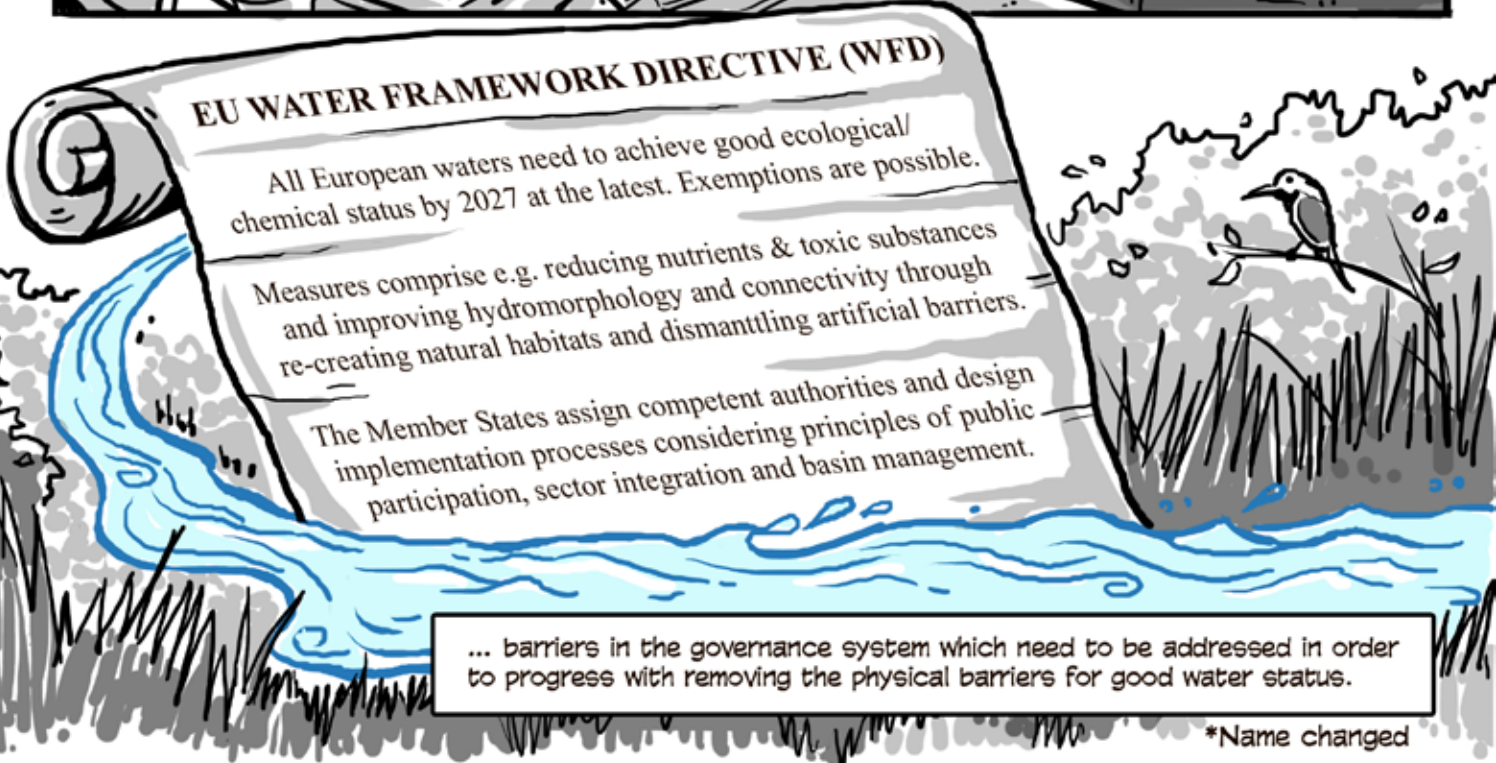 EU WATER FRAMEWORK DIRECTIVE (WFD)
All European waters need to achieve good ecological/
chemical status by 2027 at the latest. Exemptions are possible.
Measures comprise e.g. reducing nutrients & toxic substances
and improving hydromorphology and connectivity through
re-creating natural habitats and dismanttling artificial barriers.
The Member States assign competent authorities and design
implementation processes considering principles of public
participation, sector integration and basin management.
... barriers in the governance system which need to be addressed in order
to progress with removing the physical barriers for good water status.
*Name changed